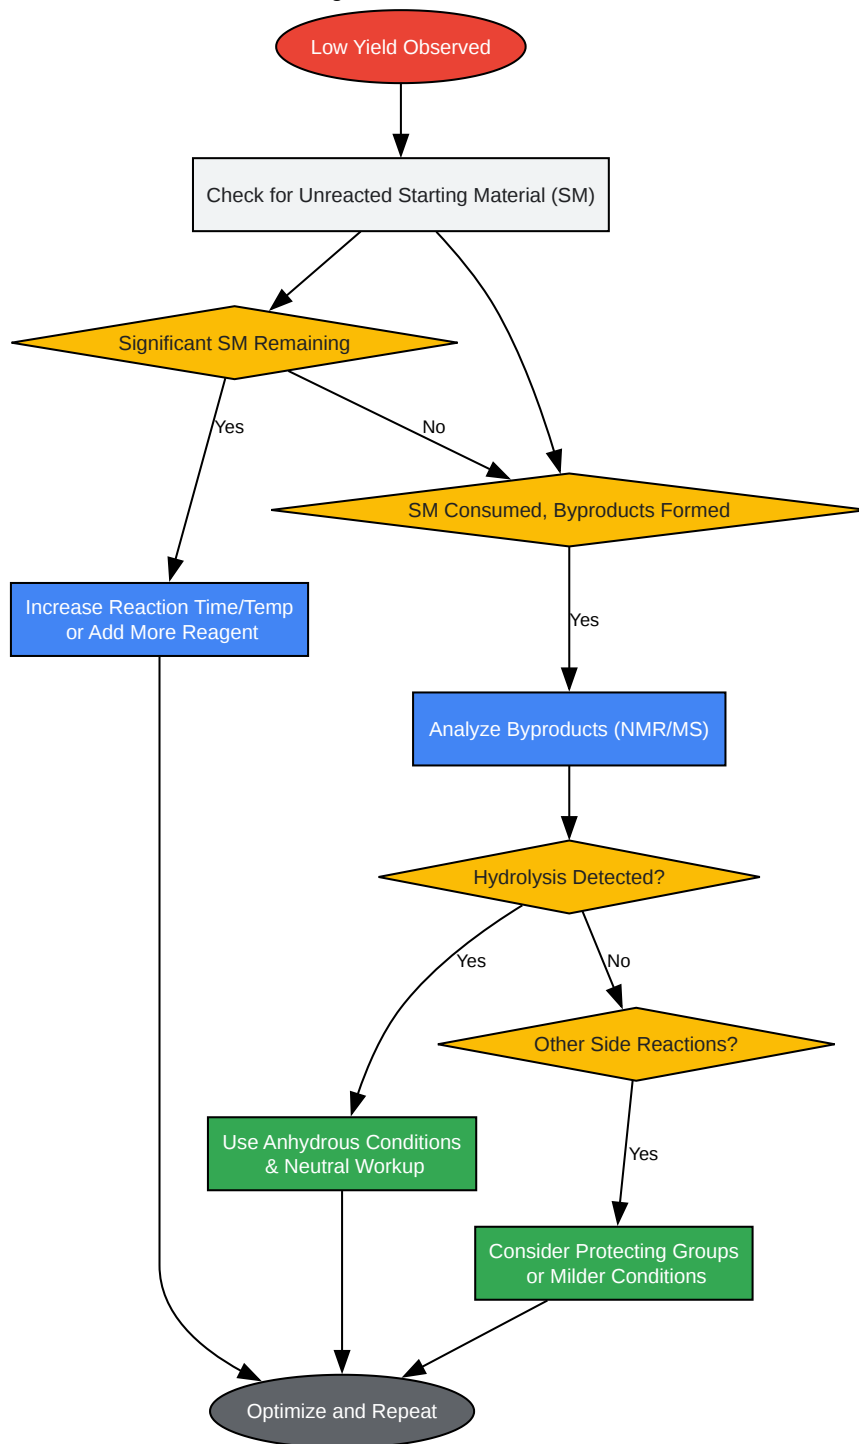 Low Yield Observed
Check for Unreacted Starting Material (SM)
Significant SM Remaining
Yes
No
SM Consumed, Byproducts Formed
Increase Reaction Time/Temp
or Add More Reagent
Yes
Analyze Byproducts (NMR/MS)
Hydrolysis Detected?
Yes
No
Other Side Reactions?
Use Anhydrous Conditions
& Neutral Workup
Yes
Consider Protecting Groups
or Milder Conditions
Optimize and Repeat